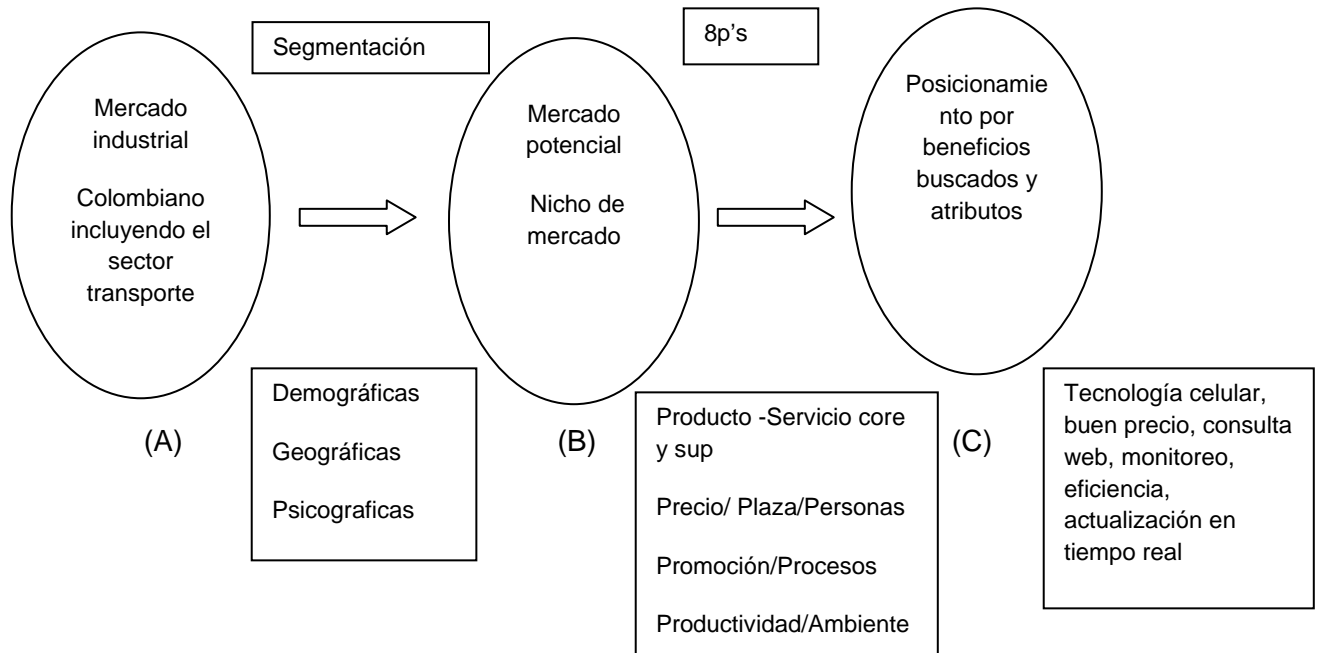 Segmentación
8p's
Mercado
industrial
Colombiano
incluyendo el
sector
transporte
Mercado
potencial
Nicho de
mercado
Posicionamie
nto por
beneficios
buscados y
atributos
(A)
Demográficas
Geográficas
Psicograficas
(B)
Producto -Servicio core
y sup
Precio/ Plaza/Personas
Promoción/Procesos
Productividad/Ambiente
(C)
Tecnología celular,
buen precio, consulta
web, monitoreo,
eficiencia,
actualización en
tiempo real